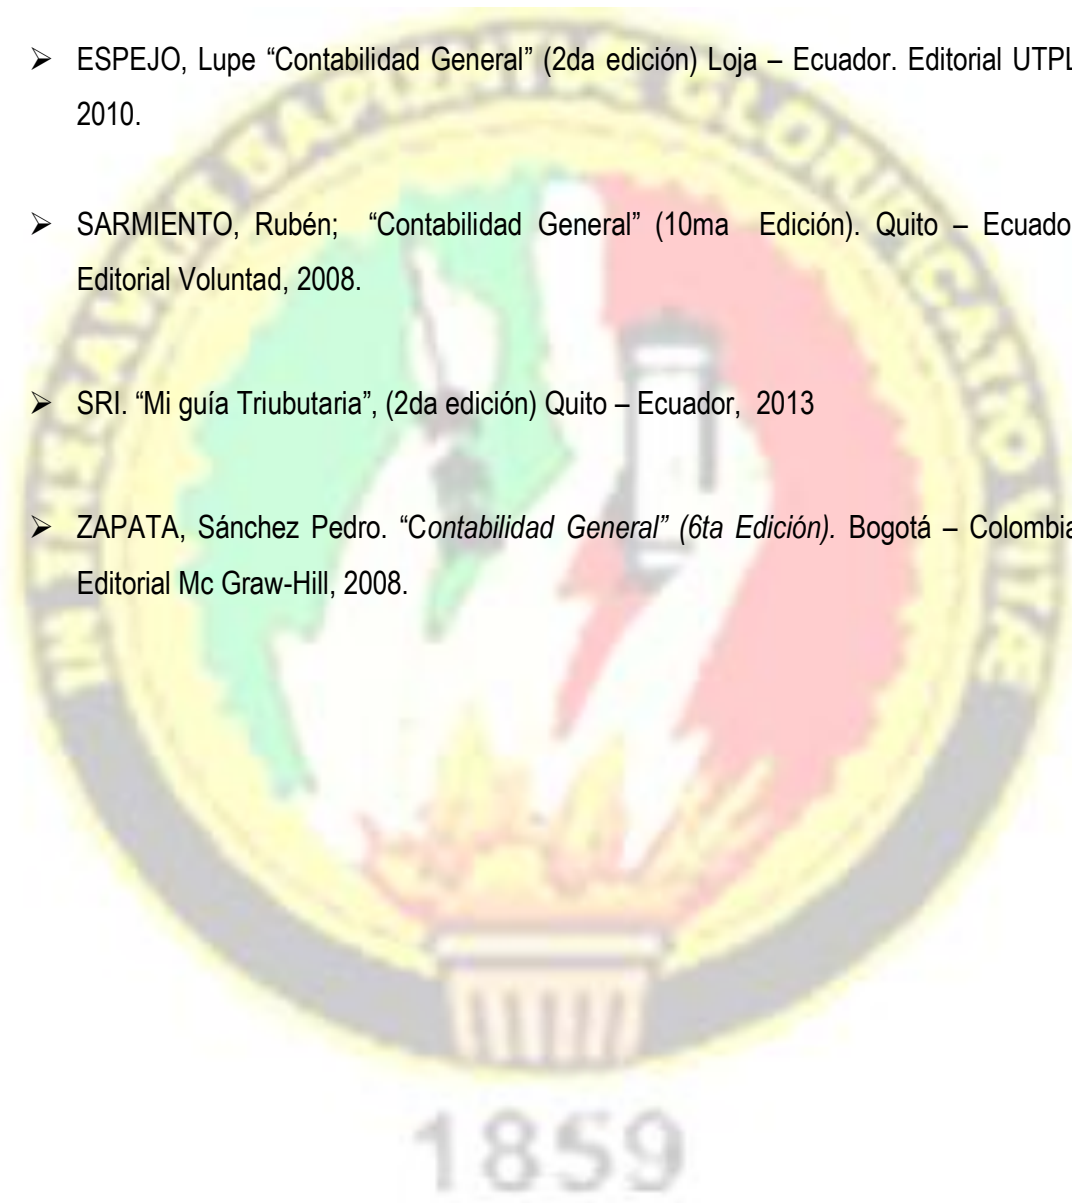 ➢ ESPEJO, Lupe “Contabilidad General” (2da edición) Loja – Ecuador. Editorial UTPL
2010.
➢ SARMIENTO, Rubén; “Contabilidad General” (10ma Edición). Quito – Ecuado
Editorial Voluntad, 2008.
➢ SRI. “Mi guía Triubutaria”, (2da edición) Quito – Ecuador, 2013
➢ ZAPATA, Sánchez Pedro. “Contabilidad General” (6ta Edición). Bogotá – Colombia
Editorial Mc Graw-Hill, 2008.
1859